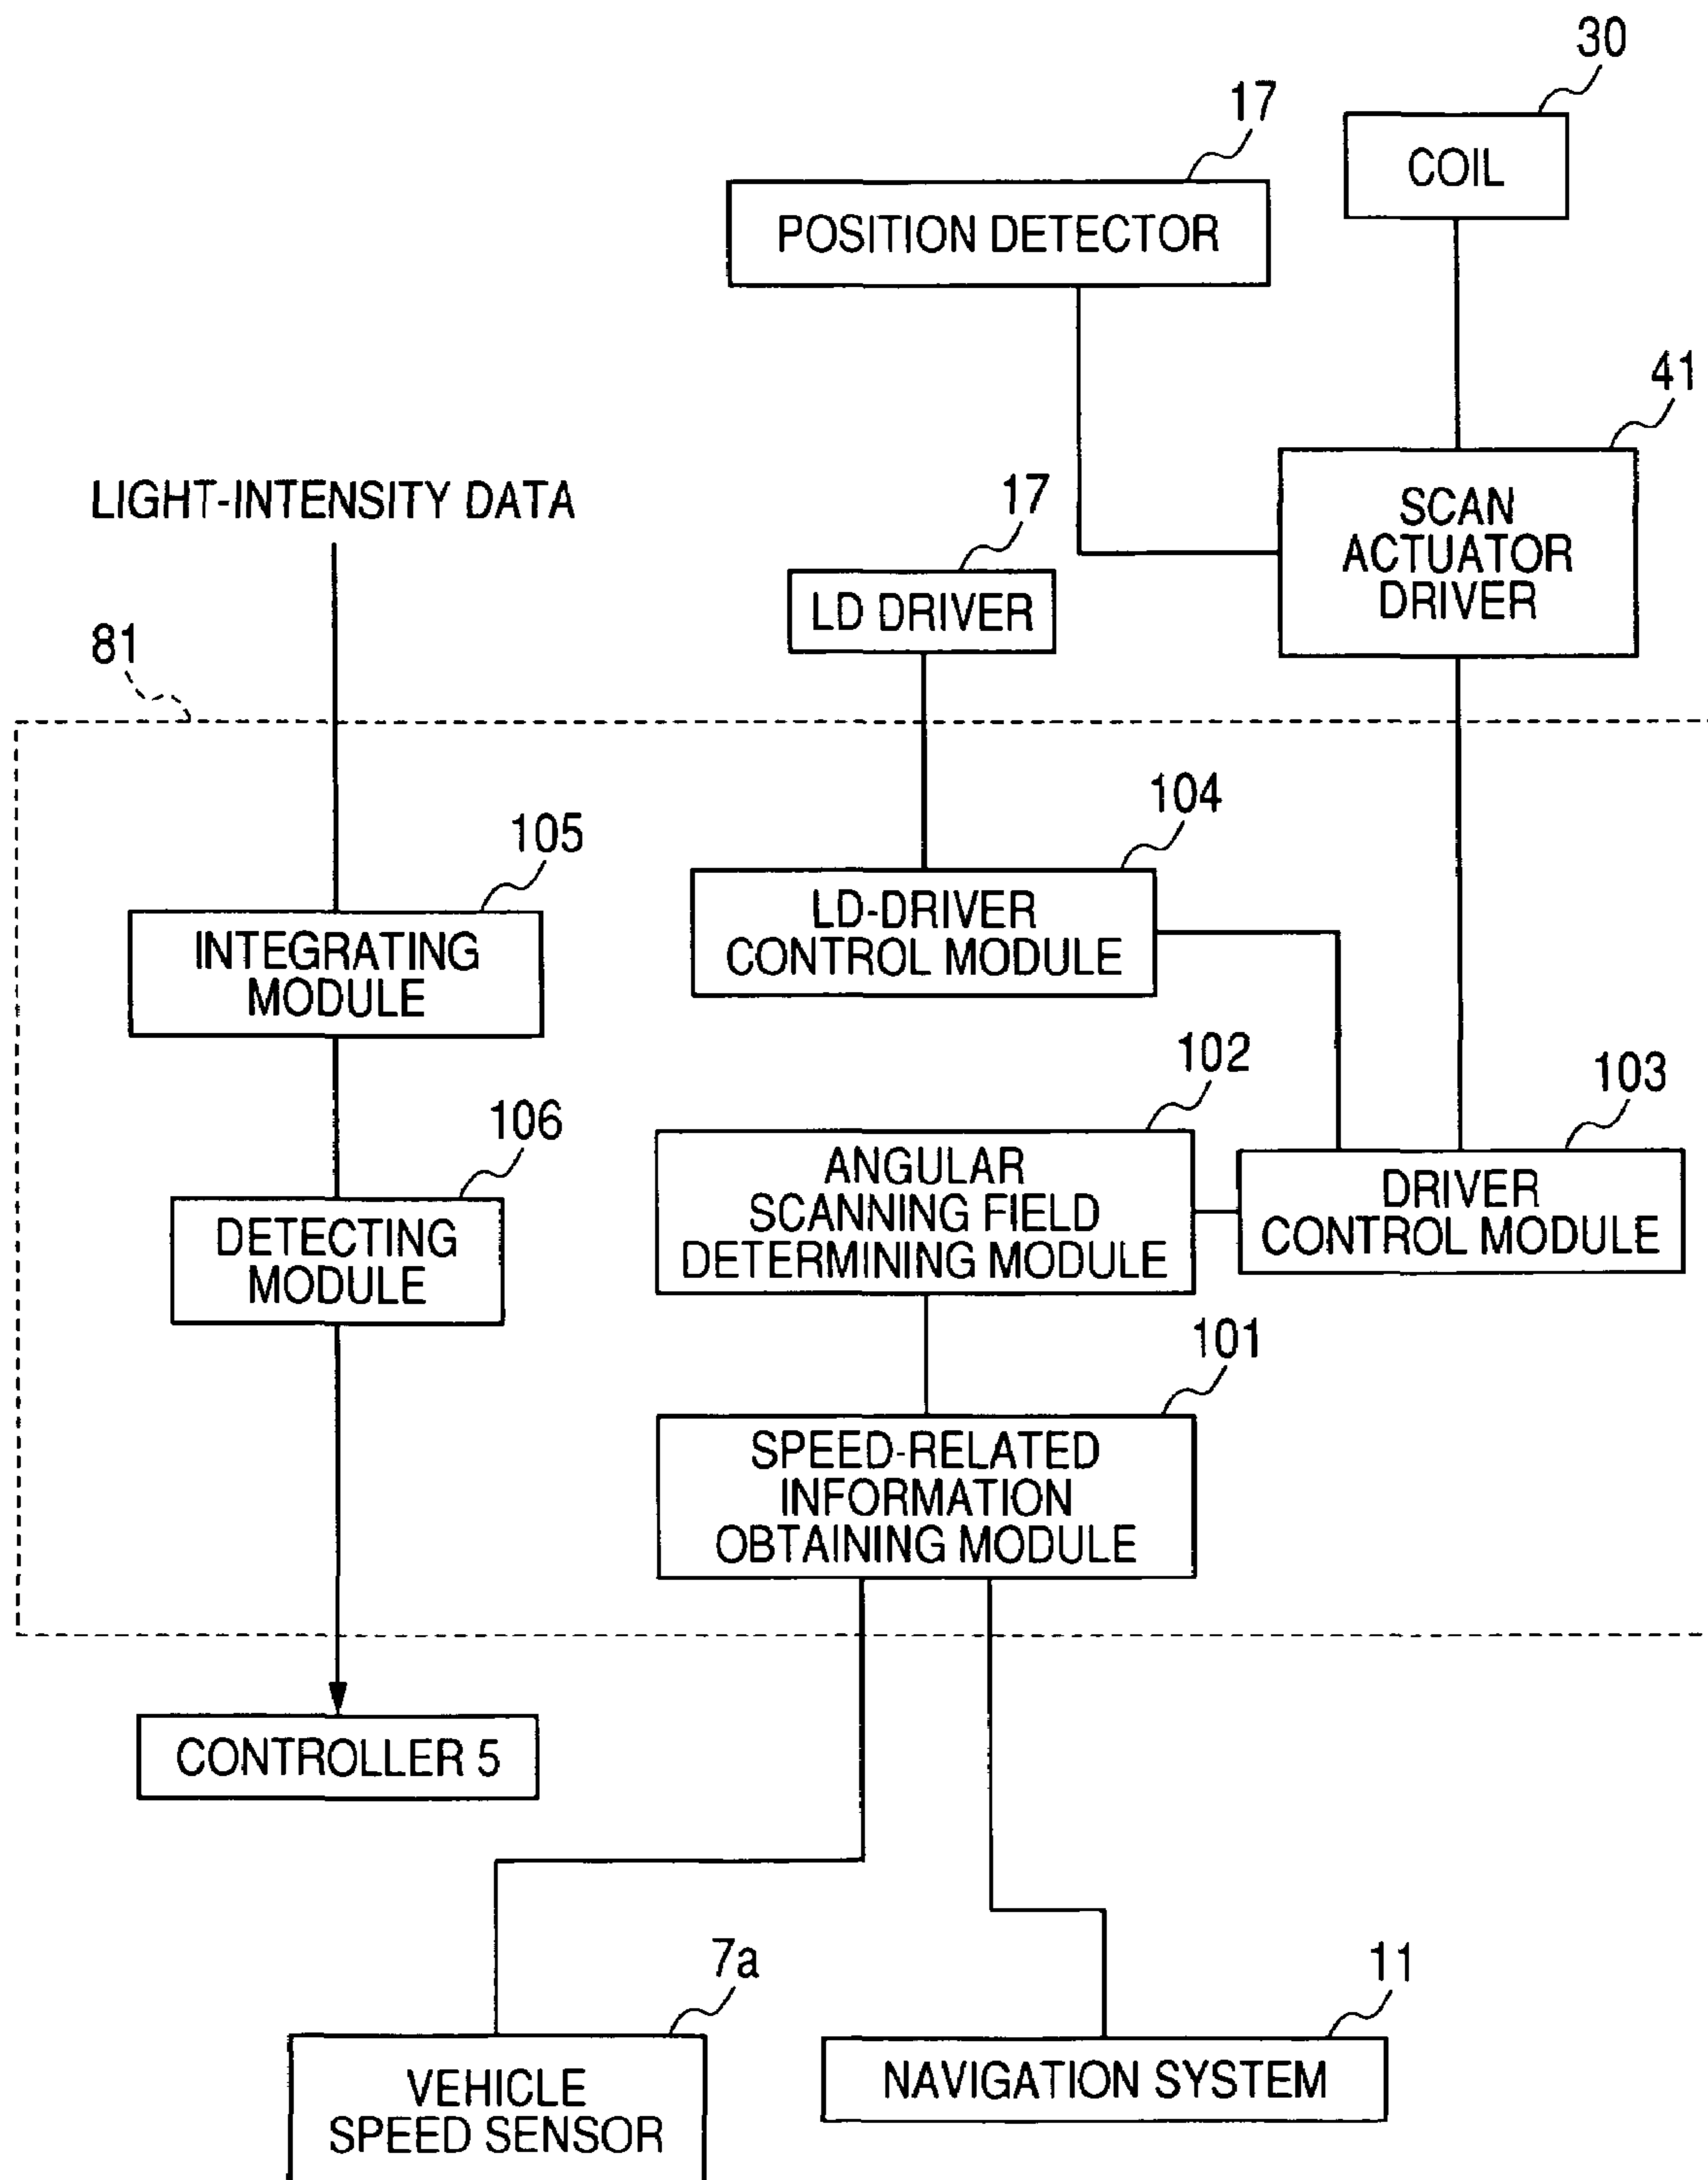 30
COIL
17
POSITION DETECTOR
41
SCAN
ACTUATOR
DRIVER
LIGHT-INTENSITY DATA
17
LD DRIVER
81
104
LD-DRIVER
CONTROL MODULE
105
INTEGRATING
MODULE
102
ANGULAR
SCANNING FIELD
DETERMINING MODULE
103
DRIVER
CONTROL MODULE
106
DETECTING
MODULE
101
SPEED-RELATED
INFORMATION
OBTAINING MODULE
CONTROLLER 5
7a
VEHICLE
SPEED SENSOR
11
NAVIGATION SYSTEM